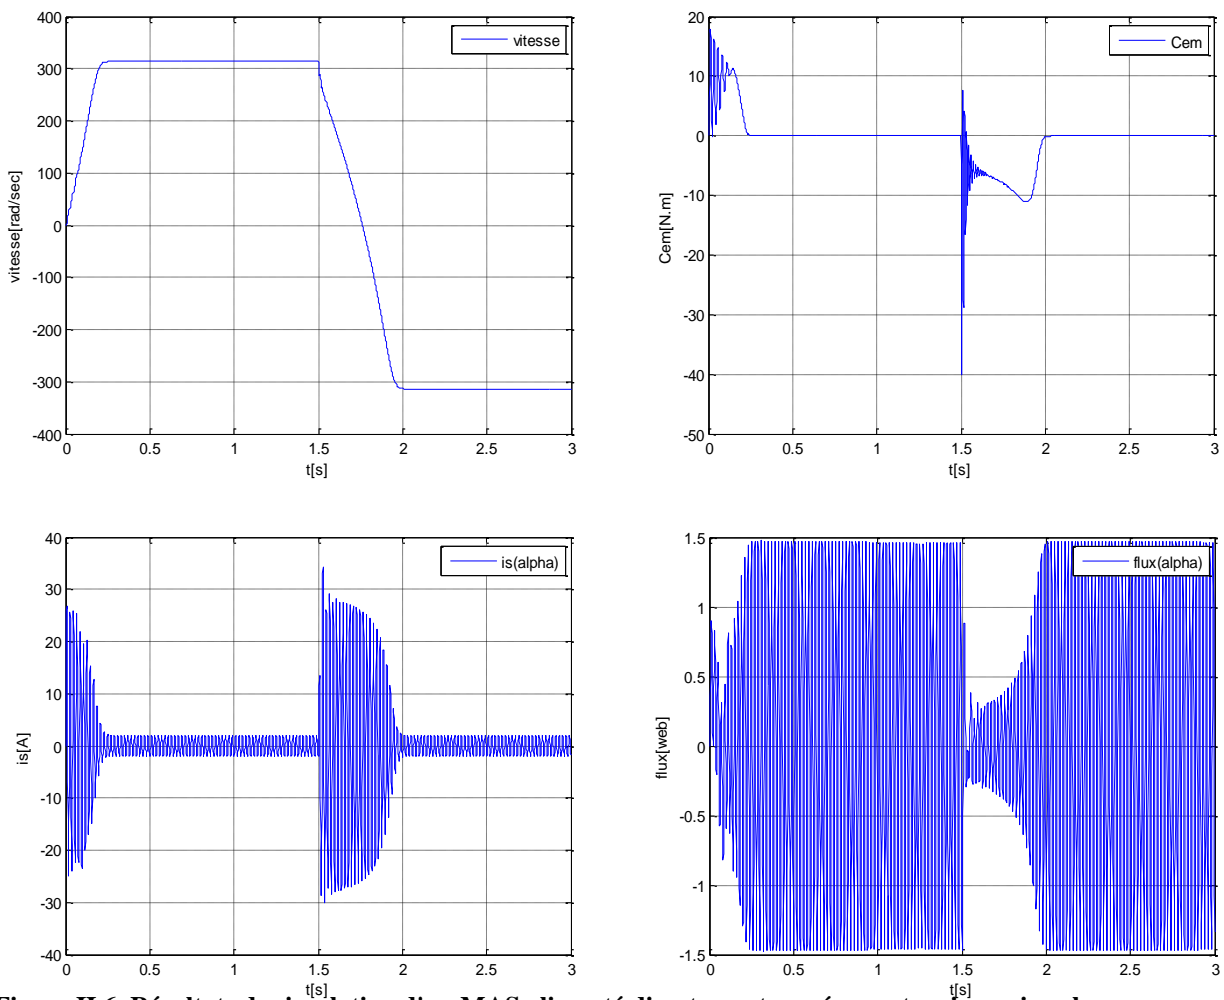 400
300
200
100
0
-100
-200
-300
-400
vitesse[rad/sec]
vitesse
0 0.5 1 1.5 2 2.5 3
t[s]
20
10
0
-10
-20
-30
-40
-50
Cem[N.m]
Cem
0 0.5 1 1.5 2 2.5 3
t[s]
40
30
20
10
0
-10
-20
-30
-40
is[A]
is(alpha)
0 0.5 1 1.5 2 2.5 3
t[s]
1.5
1
0.5
0
-0.5
-1
-1.5
flux[web]
flux(alpha)
0 0.5 1 1.5 2 2.5 3
t[s]